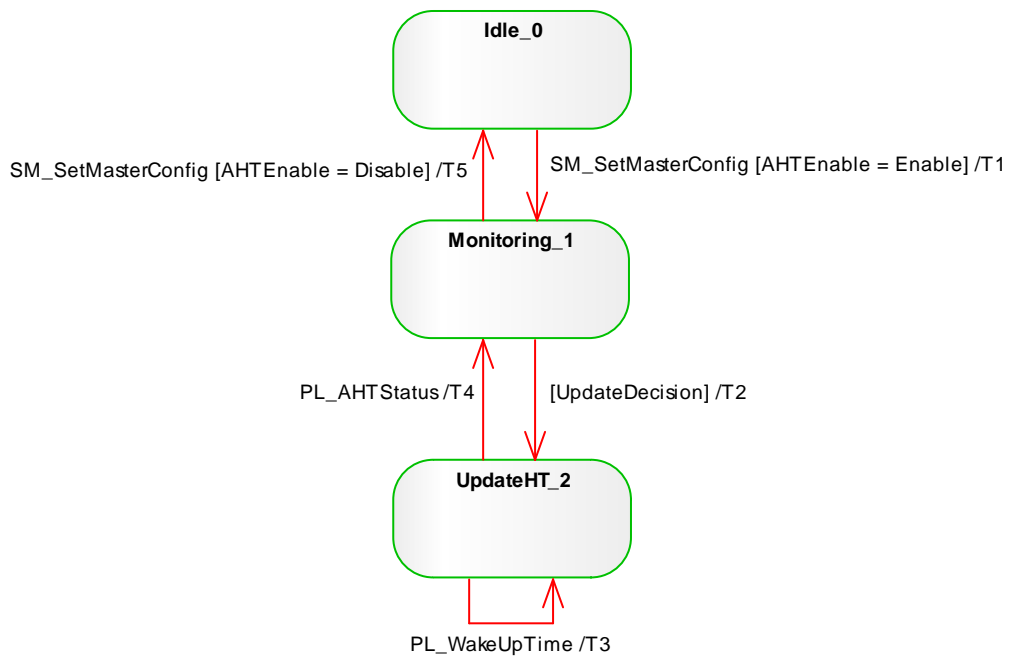 Idle_0
SM_SetMasterConfig [AHTEnable = Disable] /T5
SM_SetMasterConfig [AHTEnable = Enable] /T1
Monitoring_1
PL_AHTStatus /T4
[UpdateDecision] /T2
UpdateHT_2
PL_WakeUpTime /T3